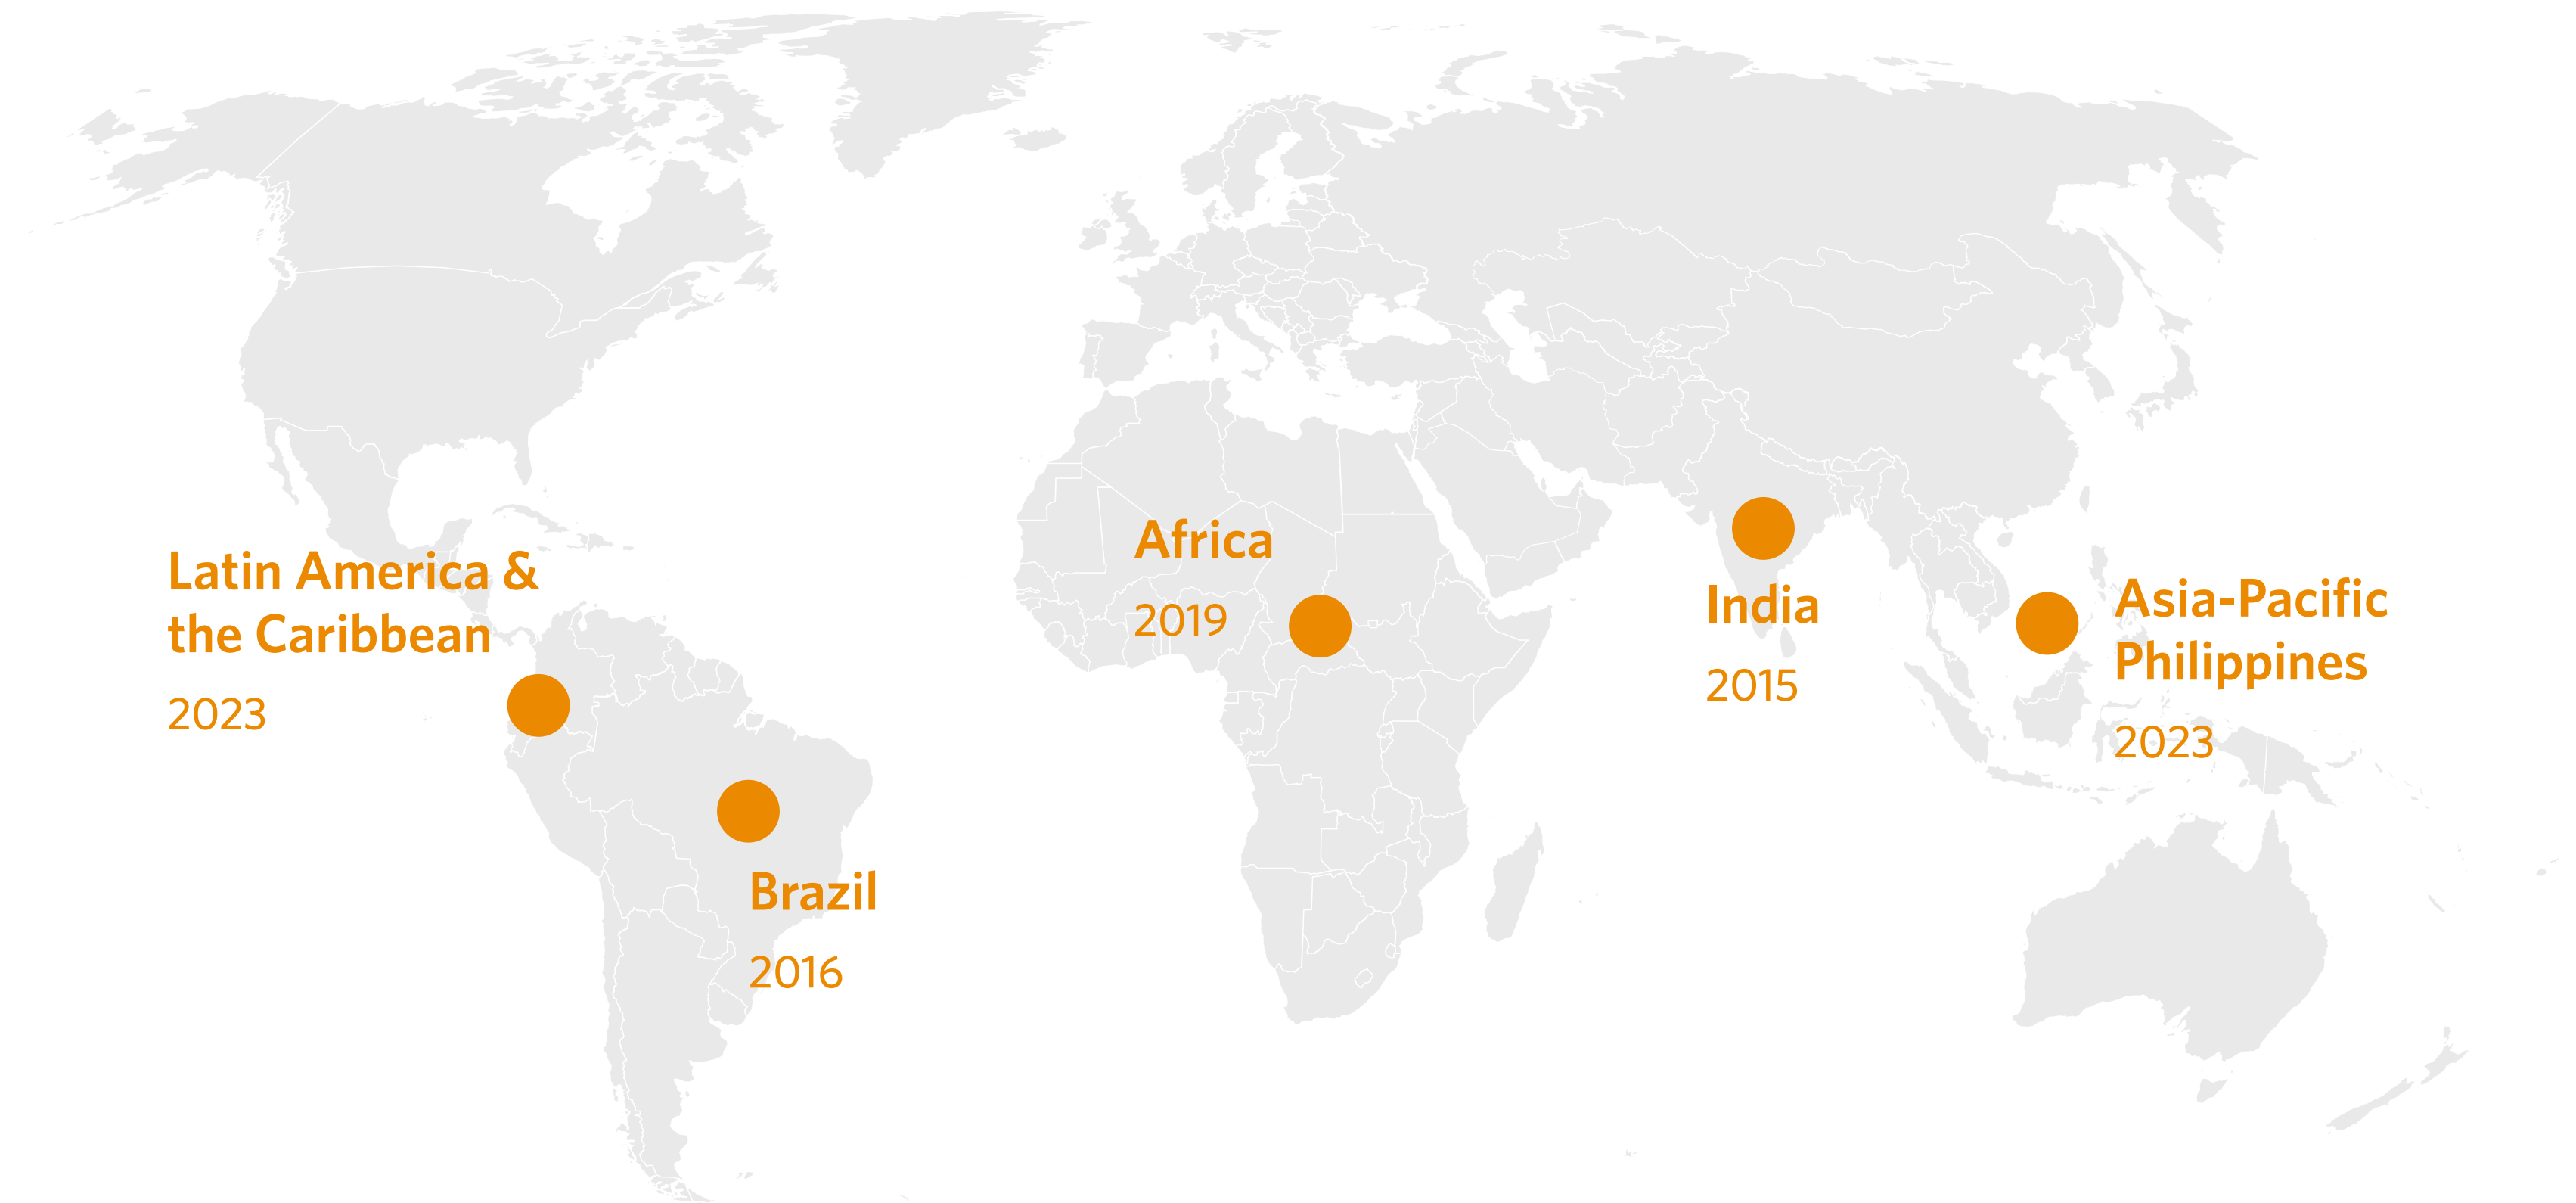 Latin America &
the Caribbean
2023
Brazil
2016
Africa
2019
India
2015
Asia-Pacific
Philippines
2023